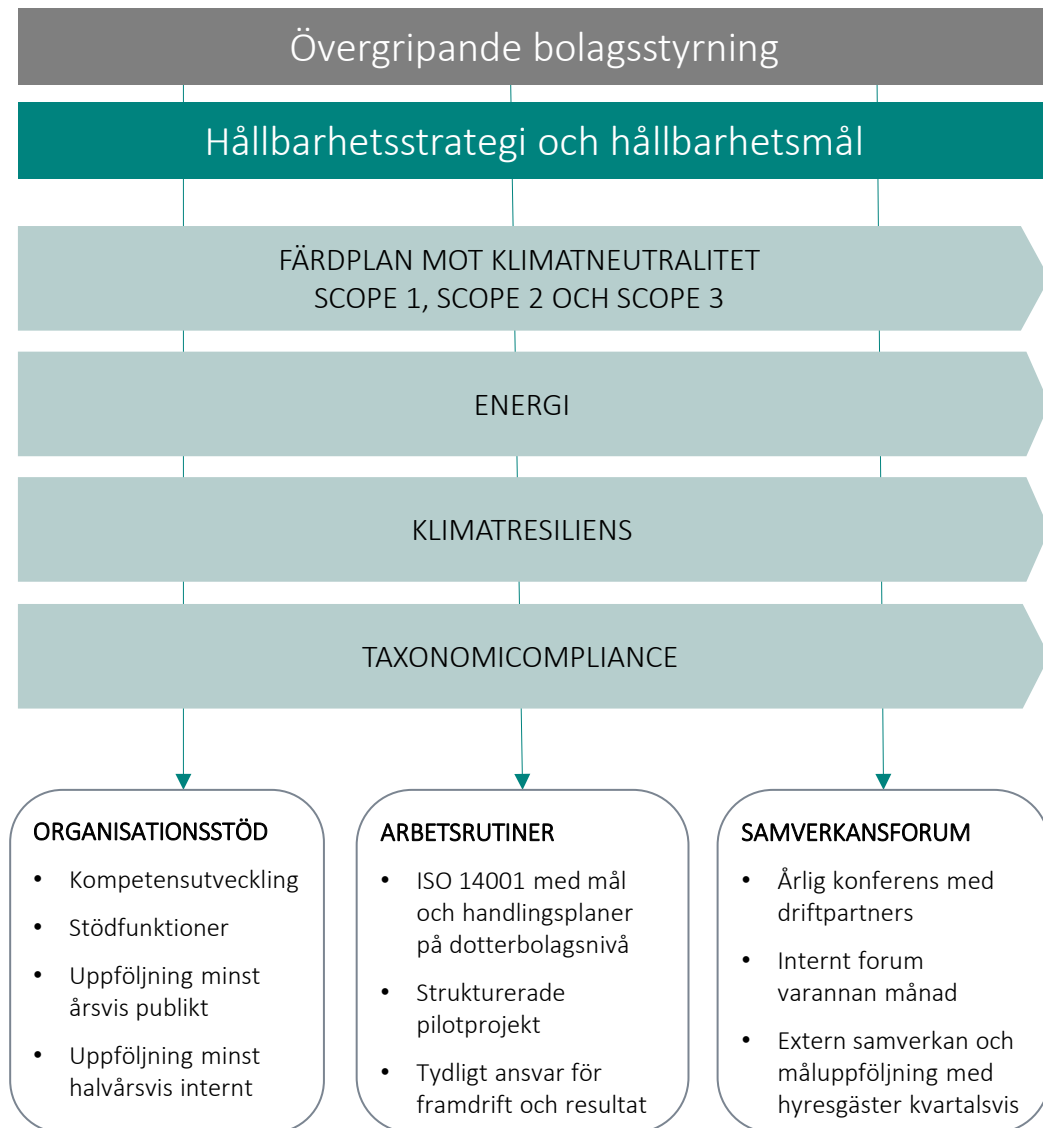 Övergripande bolagsstyrning
Hållbarhetsstrategi och hållbarhetsmål
FÄRDPLAN MOT KLIMATNEUTRALITET
SCOPE 1, SCOPE 2 OCH SCOPE 3
ENERGI
KLIMATRESILIENS
TAXONOMICOMPLIANCE
ORGANISATIONSSTÖD
• Kompetensutveckling
• Stödfunktioner
• Uppföljning minst
årsvis publikt
• Uppföljning minst
halvårsvis internt
ARBETSRUTINER
• ISO 14001 med mål
och handlingsplaner
på dotterbolagsnivå
• Strukturerade
pilotprojekt
• Tydligt ansvar för
framdrift och resultat
SAMVERKANSFORUM
• Årlig konferens med
driftpartners
• Internt forum
varannan månad
• Extern samverkan och
måluppföljning med
hyresgäster kvartalsvis